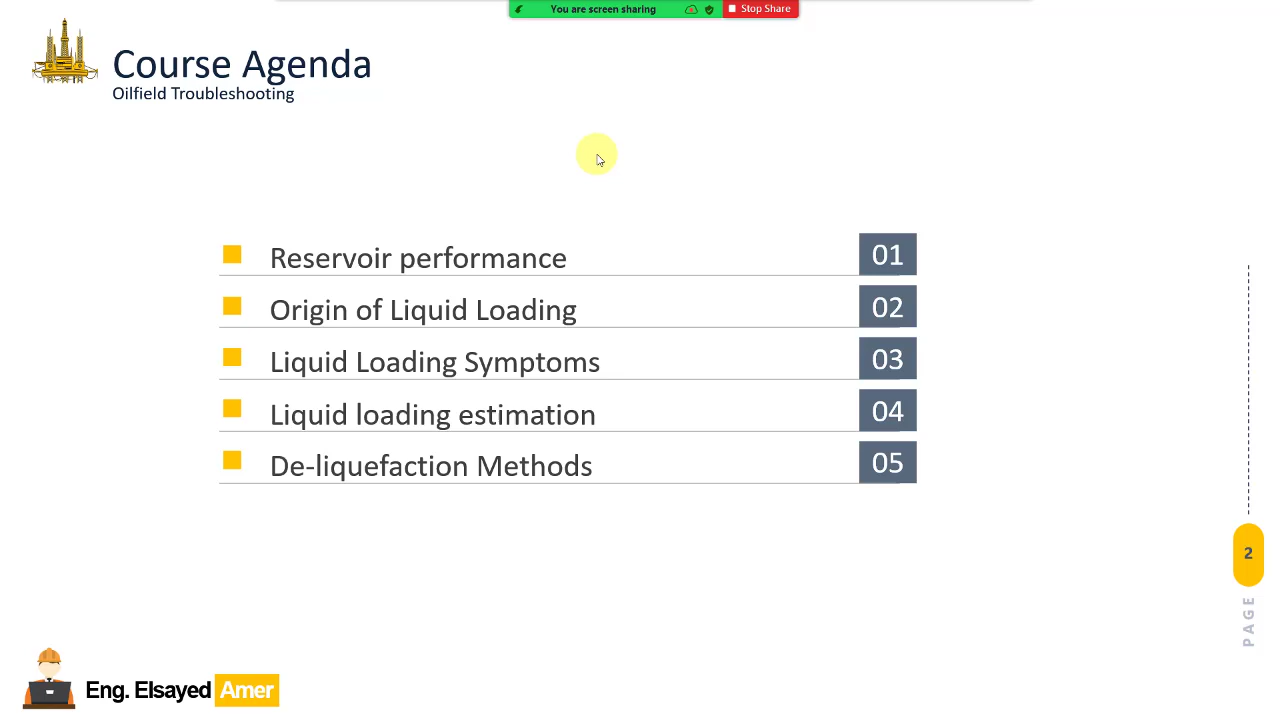 You are screen sharing
Stop Share
Course Agenda
Oilfield Troubleshooting
Reservoir performance 01
Origin of Liquid Loading 02
Liquid Loading Symptoms 03
Liquid loading estimation 04
De-liquefaction Methods 05
2
PAGE
Eng. Elsayed Amer